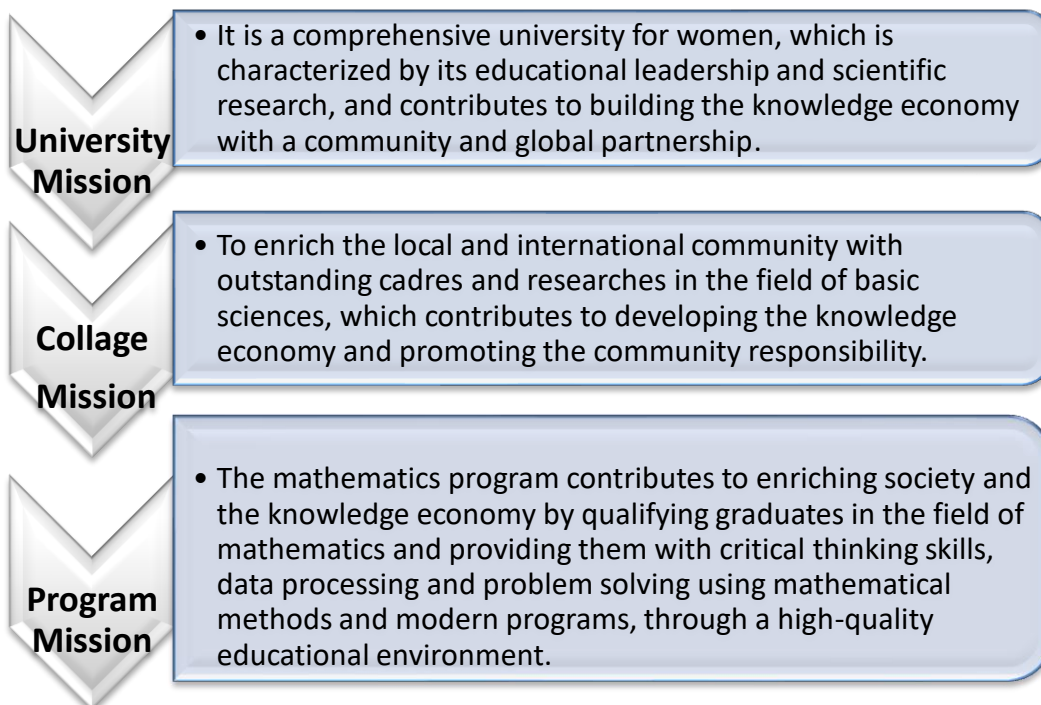 University
Mission
• It is a comprehensive university for women, which is
characterized by its educational leadership and scientific
research, and contributes to building the knowledge economy
with a community and global partnership.
Collage
Mission
• To enrich the local and international community with
outstanding cadres and researches in the field of basic
sciences, which contributes to developing the knowledge
economy and promoting the community responsibility.
Program
Mission
• The mathematics program contributes to enriching society and
the knowledge economy by qualifying graduates in the field of
mathematics and providing them with critical thinking skills,
data processing and problem solving using mathematical
methods and modern programs, through a high-quality
educational environment.